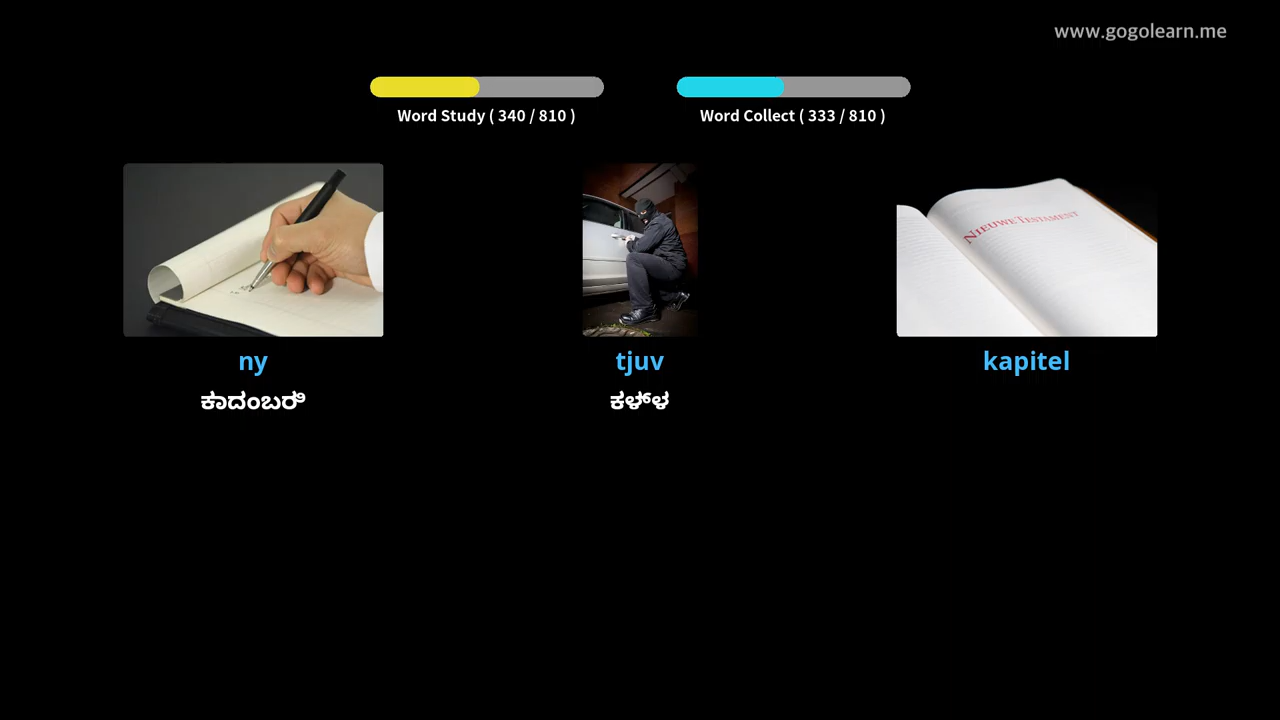 www.gogolearn.me
Word Study ( 340 / 810 )
Word Collect ( 333 / 810 )
NIEUWE TESTAMENT
ny
tjuv
kapitel
ಕಾದಂಬರಿ
ಕಳ್ಳ